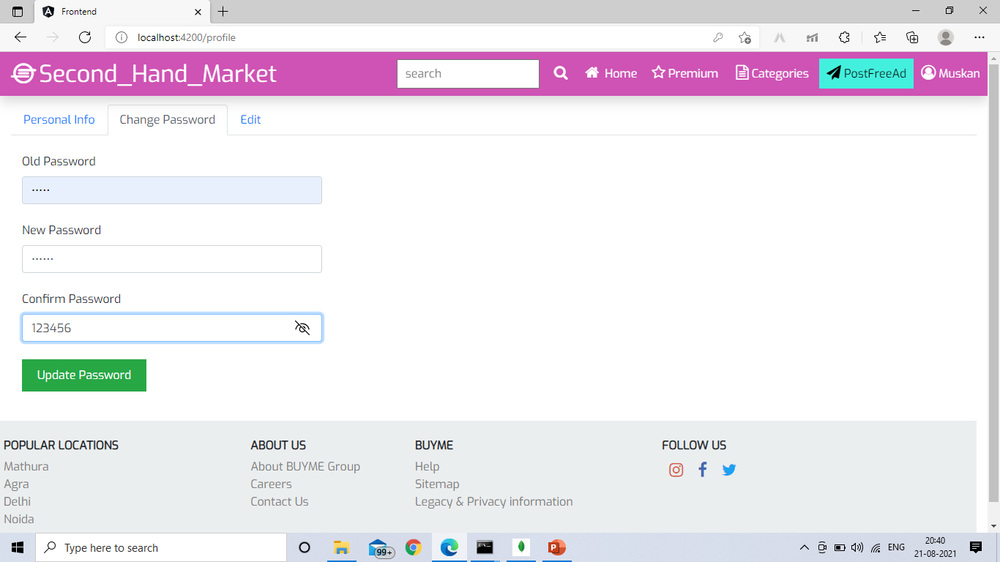 Frontend
localhost:4200/profile
Second_Hand_Market
search
Home
Premium
Categories
PostFreeAd
Muskan
Personal Info
Change Password
Edit
Old Password
•••••
New Password
••••••
Confirm Password
123456
Update Password
POPULAR LOCATIONS
Mathura
Agra
Delhi
Noida
ABOUT US
About BUYME Group
Careers
Contact Us
BUYME
Help
Sitemap
Legacy & Privacy information
FOLLOW US
Type here to search
99+
ENG
20:40
21-08-2021